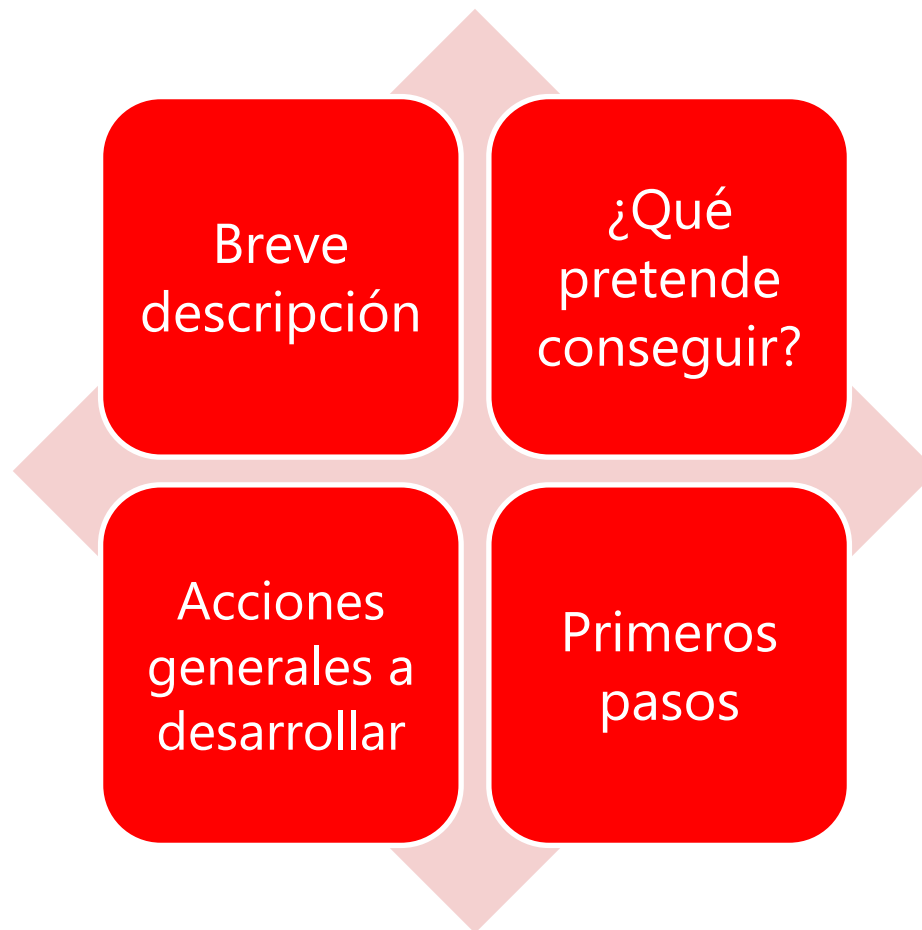 Breve
descripción
¿Qué
pretende
conseguir?
Acciones
generales a
desarrollar
Primeros
pasos